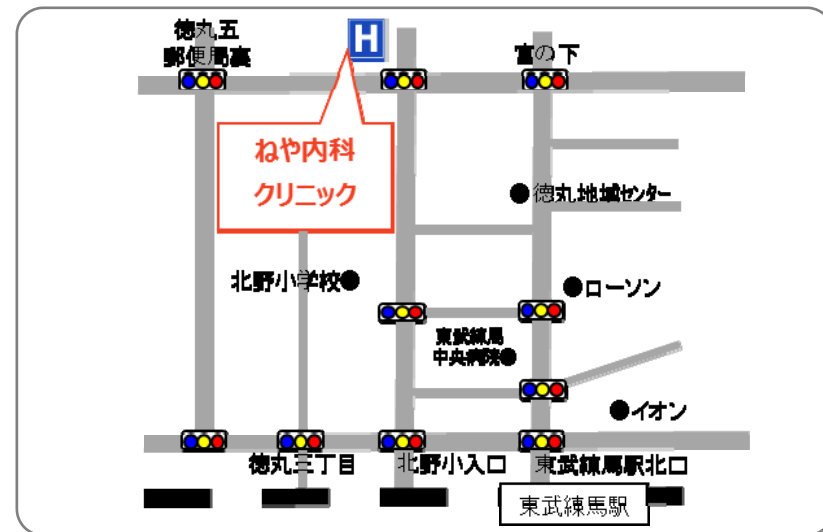 徳丸五
郵便局裏
H
宮の下
ねや内科
クリニック
徳丸地域センター
北野小学校
ローソン
東武練馬
中央病院
イオン
徳丸三丁目
北野小入口
東武練馬駅北口
東武練馬駅